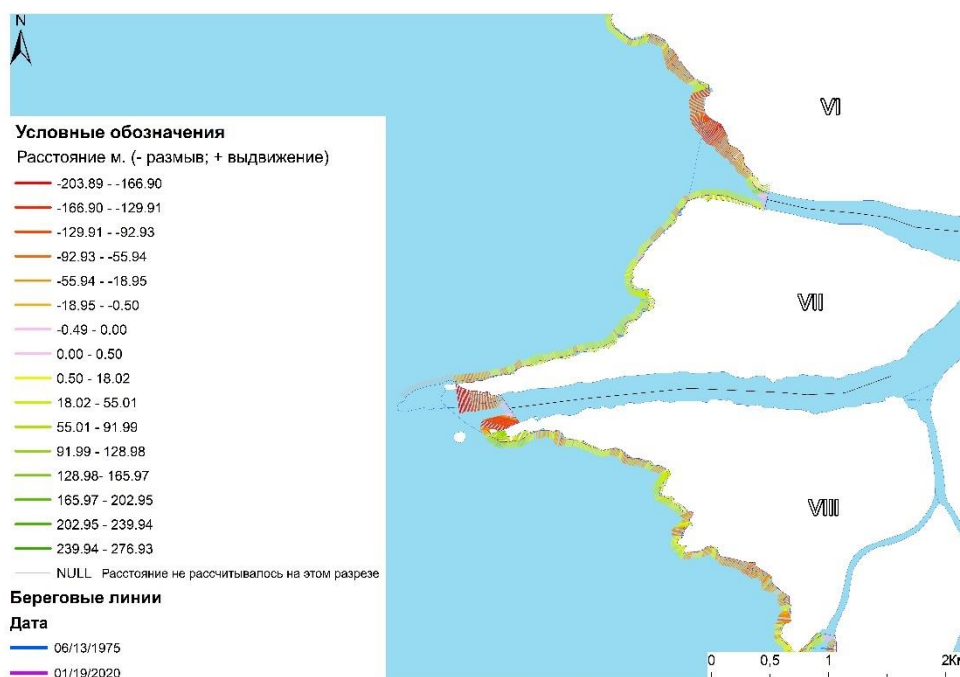 N
VI
Условные обозначения
Расстояние м. (- размыв; + выдвижение)
-203.89 - -166.90
-166.90 - -129.91
-129.91 - -92.93
-92.93 - -55.94
-55.94 - -18.95
-18.95 - -0.50
-0.49 - 0.00
0.00 - 0.50
0.50 - 18.02
18.02 - 55.01
55.01 - 91.99
91.99 - 128.98
128.98- 165.97
165.97 - 202.95
202.95 - 239.94
239.94 - 276.93
NULL Расстояние не рассчитывалось на этом разрезе
VII
VIII
Береговые линии
Дата
06/13/1975
01/19/2020
0 0,5 1 2Км